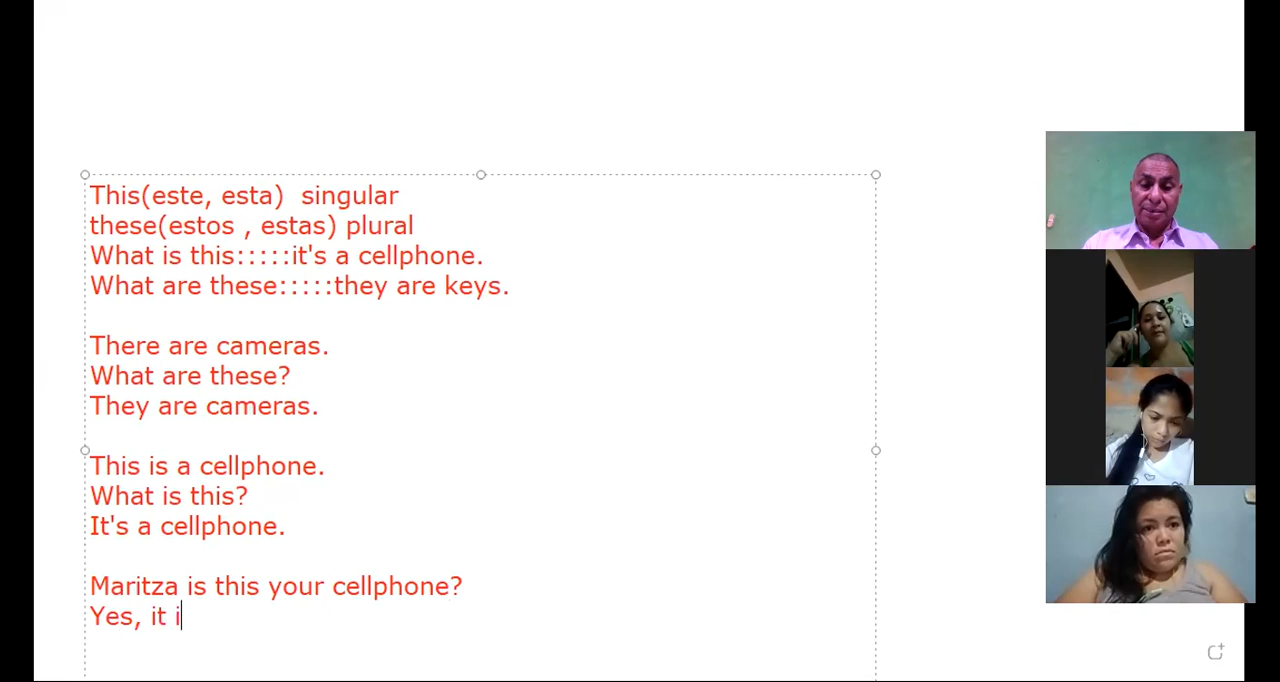 This(este, esta)  singular
these(estos , estas) plural
What is this:::::it's a cellphone.
What are these:::::they are keys.
There are cameras.
What are these?
They are cameras.
This is a cellphone.
What is this?
It's a cellphone.
Maritza is this your cellphone?
Yes, it i